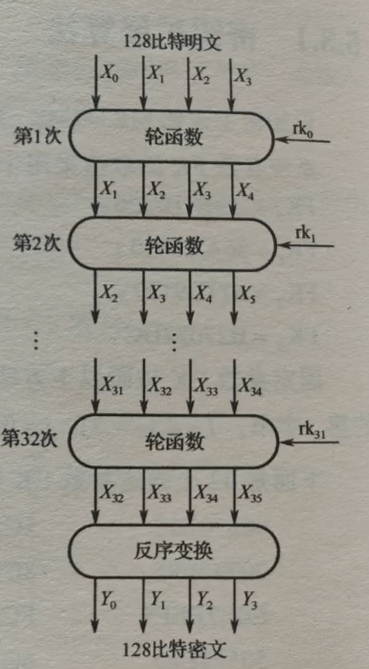 128比特明文
X₀ X₁ X₂ X₃
第1次 轮函数 rk₀
X₁ X₂ X₃ X₄
第2次 轮函数 rk₁
X₂ X₃ X₄ X₅
⋮ ⋮
X₃₁ X₃₂ X₃₃ X₃₄
第32次 轮函数 rk₃₁
X₃₂ X₃₃ X₃₄ X₃₅
反序变换
Y₀ Y₁ Y₂ Y₃
128比特密文